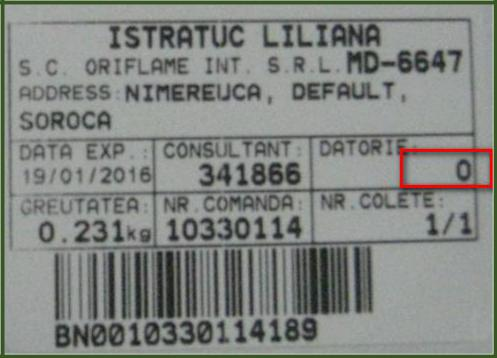 ISTRATUC LILIANA
S.C. ORIFLAME INT. S.R.L. MD-6647
ADDRESS: NIMEREUCA, DEFAULT,
SOROCA
DATA EXP.: CONSULTANT: DATORIE:
19/01/2016 341866 0
GREUTATEA: NR.COMANDA: NR.COLETE:
0.231kg 10330114 1/1
BN0010330114189